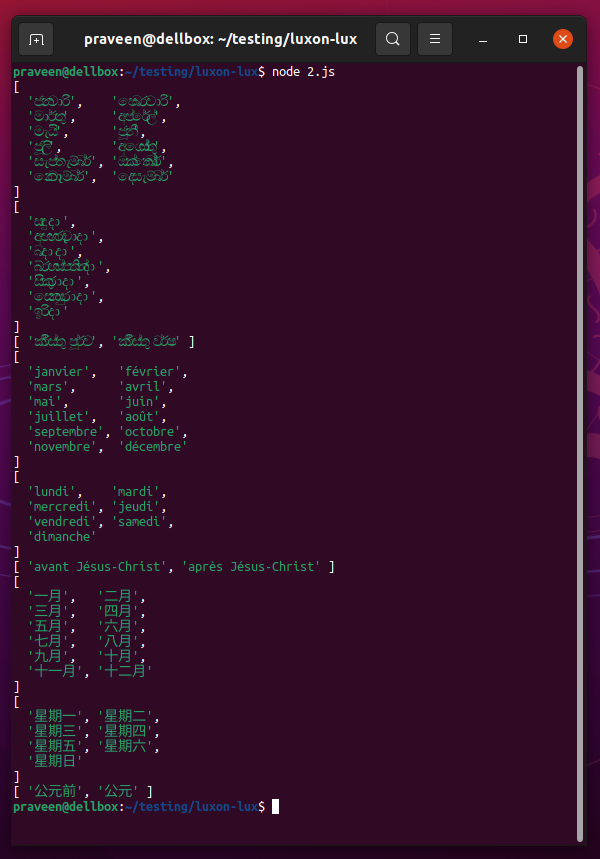 praveen@dellbox: ~/testing/luxon-lux
praveen@dellbox:~/testing/luxon-lux$ node 2.js
[
'ජනවාරි', 'පෙබරවාරි',
'මාර්තු', 'අප්‍රේල්',
'මැයි', 'ජූනි',
'ජූලි', 'අගෝස්තු',
'සැප්තැම්බර්', 'ඔක්තෝබර්',
'නොවැම්බර්', 'දෙසැම්බර්'
]
[
'සඳුදා',
'අඟහරුවාදා',
'බදාදා',
'බ්‍රහස්පතින්දා',
'සිකුරාදා',
'සෙනසුරාදා',
'ඉරිදා'
]
[ 'ක්‍රිස්තු පූර්ව', 'ක්‍රිස්තු වර්ෂ' ]
[
'janvier', 'février',
'mars', 'avril',
'mai', 'juin',
'juillet', 'août',
'septembre', 'octobre',
'novembre', 'décembre'
]
[
'lundi', 'mardi',
'mercredi', 'jeudi',
'vendredi', 'samedi',
'dimanche'
]
[ 'avant Jésus-Christ', 'après Jésus-Christ' ]
[
'一月', '二月',
'三月', '四月',
'五月', '六月',
'七月', '八月',
'九月', '十月',
'十一月', '十二月'
]
[
'星期一', '星期二',
'星期三', '星期四',
'星期五', '星期六',
'星期日'
]
[ '公元前', '公元' ]
praveen@dellbox:~/testing/luxon-lux$